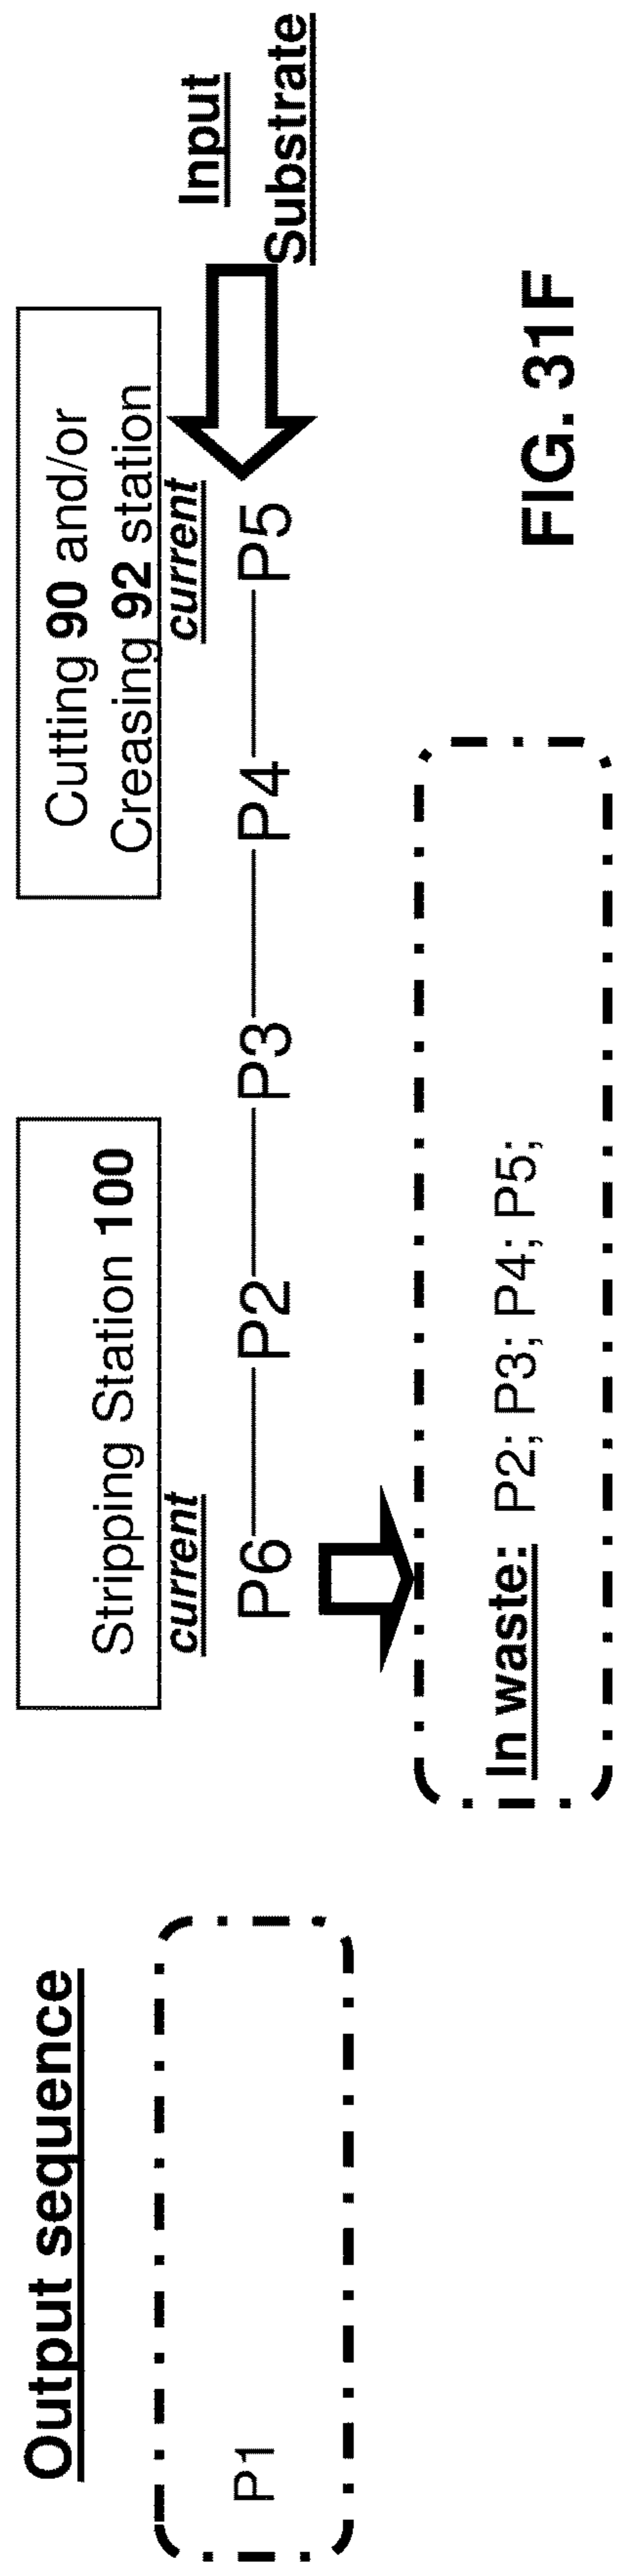 Output sequence
P1
Stripping Station 100
current
Cutting 90 and/or
Creasing 92 station
current
Input
Substrate
P6 P2 P3 P4 P5
In waste: P2; P3; P4; P5;
FIG. 31F